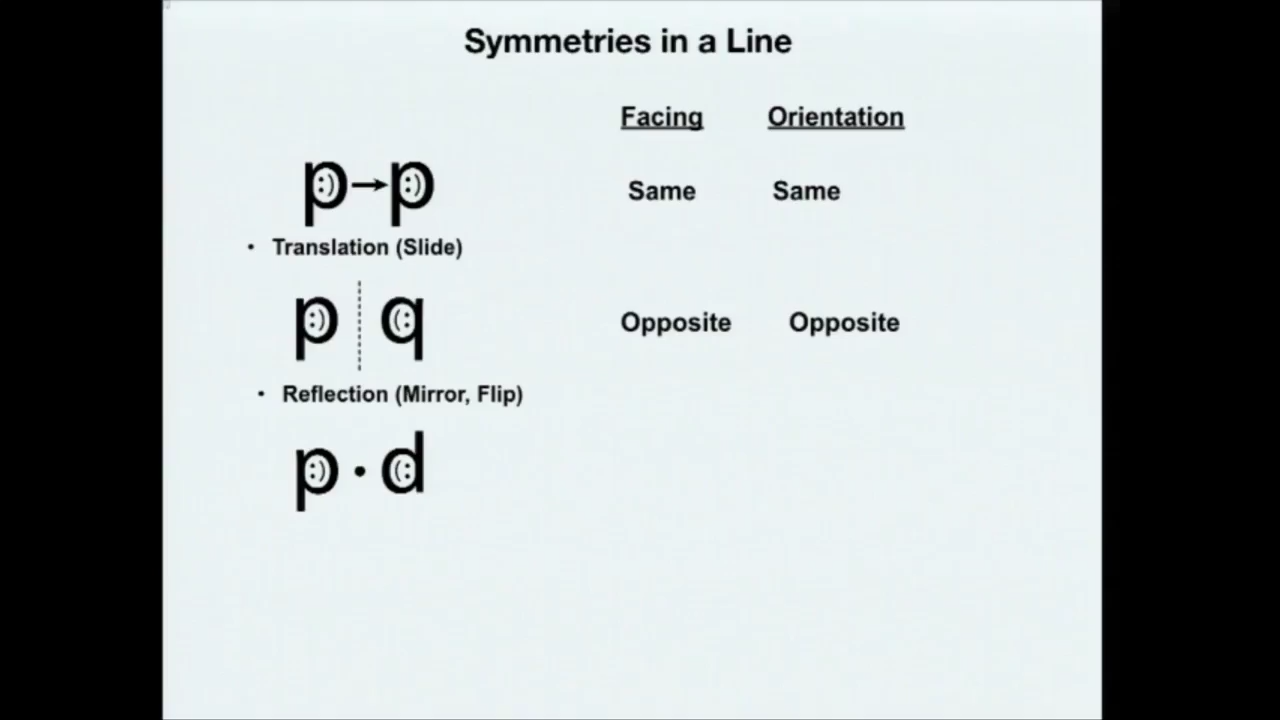 Symmetries in a Line
Facing Orientation
p:) → p:) Same Same
• Translation (Slide)
p:) q(: Opposite Opposite
• Reflection (Mirror, Flip)
p:) • d(: